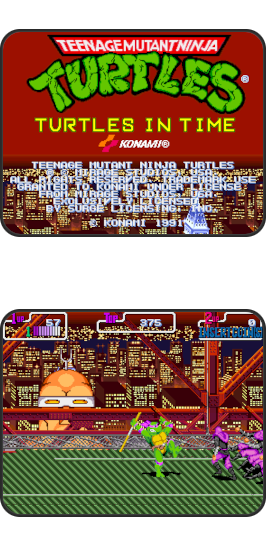 TEENAGE MUTANT NINJA
TURTLES®
TURTLES IN TIME
KONAMI®
TEENAGE MUTANT NINJA TURTLES
® & © MIRAGE STUDIOS, USA.
ALL RIGHTS RESERVED. TRADEMARK USE
GRANTED TO KONAMI UNDER LICENSE
FROM MIRAGE STUDIOS, USA.
EXCLUSIVELY LICENSED
BY SURGE LICENSING, INC.
© KONAMI 1991
57 375 0